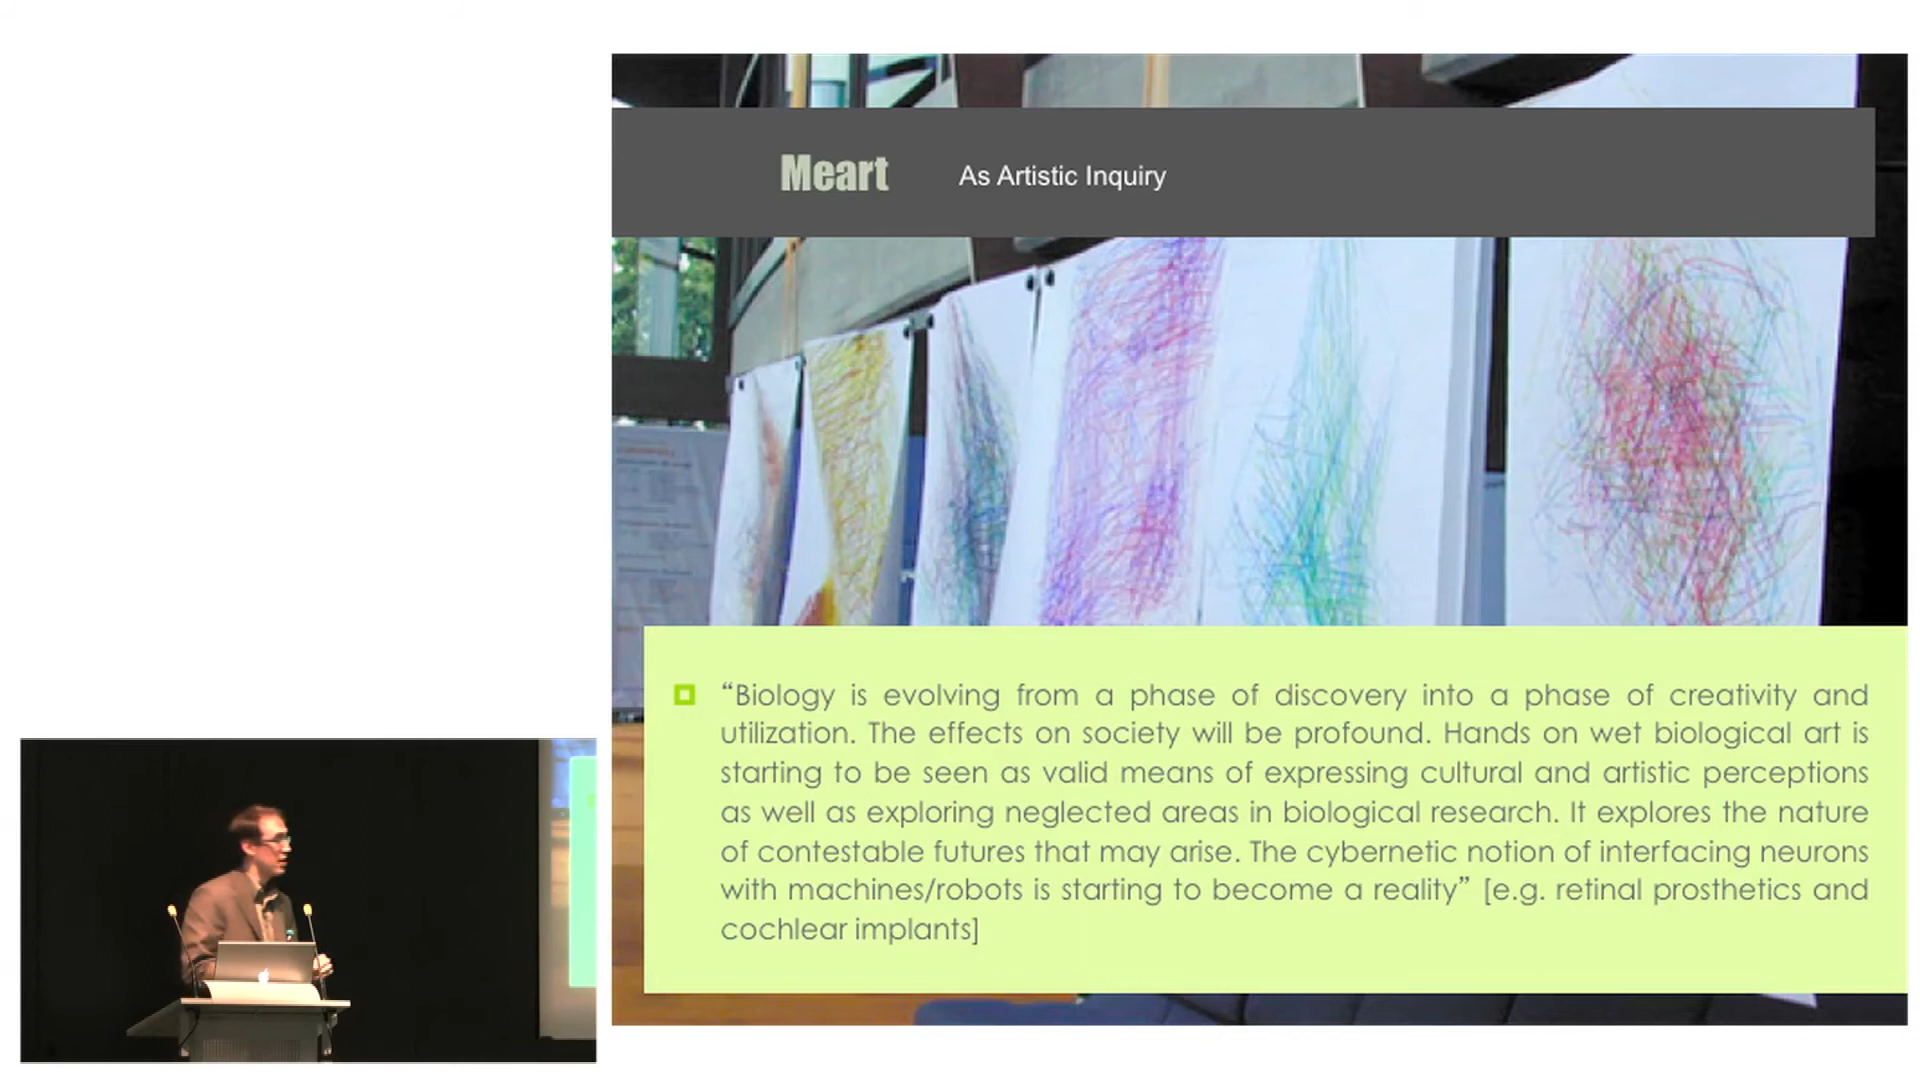 Meart As Artistic Inquiry
“Biology is evolving from a phase of discovery into a phase of creativity and
utilization. The effects on society will be profound. Hands on wet biological art is
starting to be seen as valid means of expressing cultural and artistic perceptions
as well as exploring neglected areas in biological research. It explores the nature
of contestable futures that may arise. The cybernetic notion of interfacing neurons
with machines/robots is starting to become a reality” [e.g. retinal prosthetics and
cochlear implants]